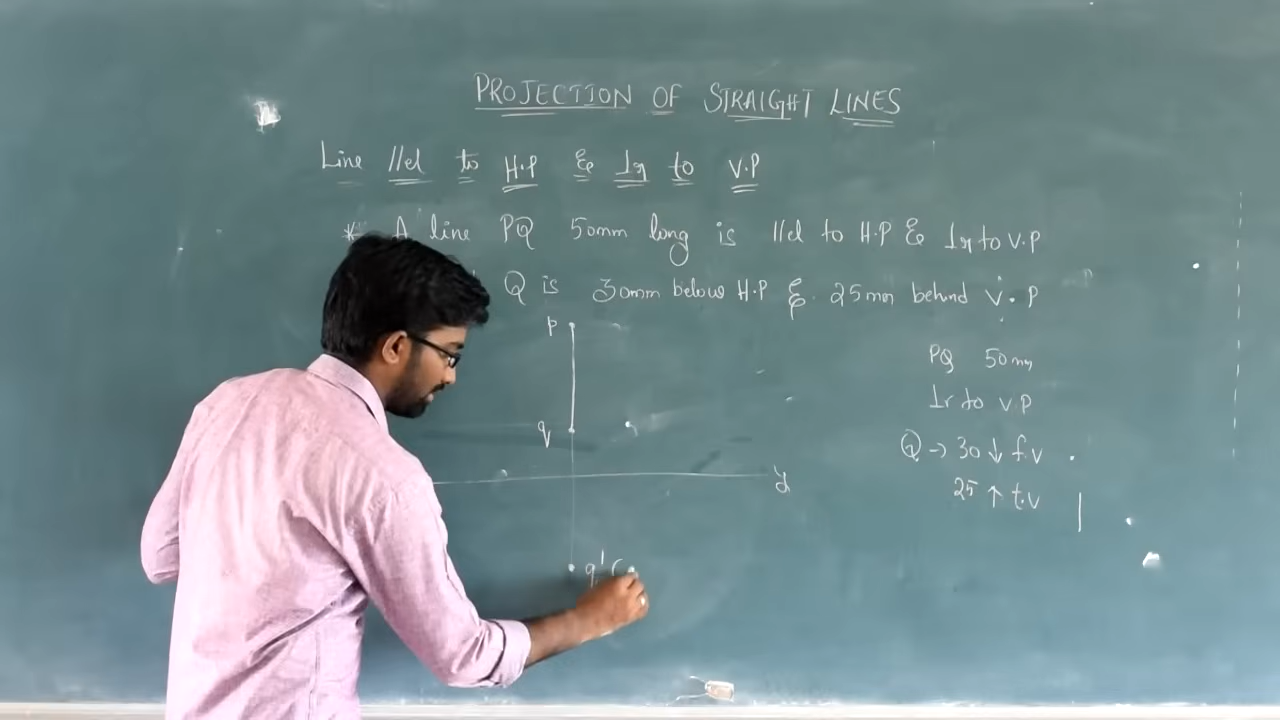 PROJECTION OF STRAIGHT LINES
Line //el to H.P & ⊥r to V.P
* A line PQ 50mm long is //el to H.P & ⊥r to V.P
Q is 30mm below H.P & 25mm behind V.P
P
q
y
q'(
PQ 50mm
⊥r to V.P
Q → 30 ↓ f.v
25 ↑ t.v